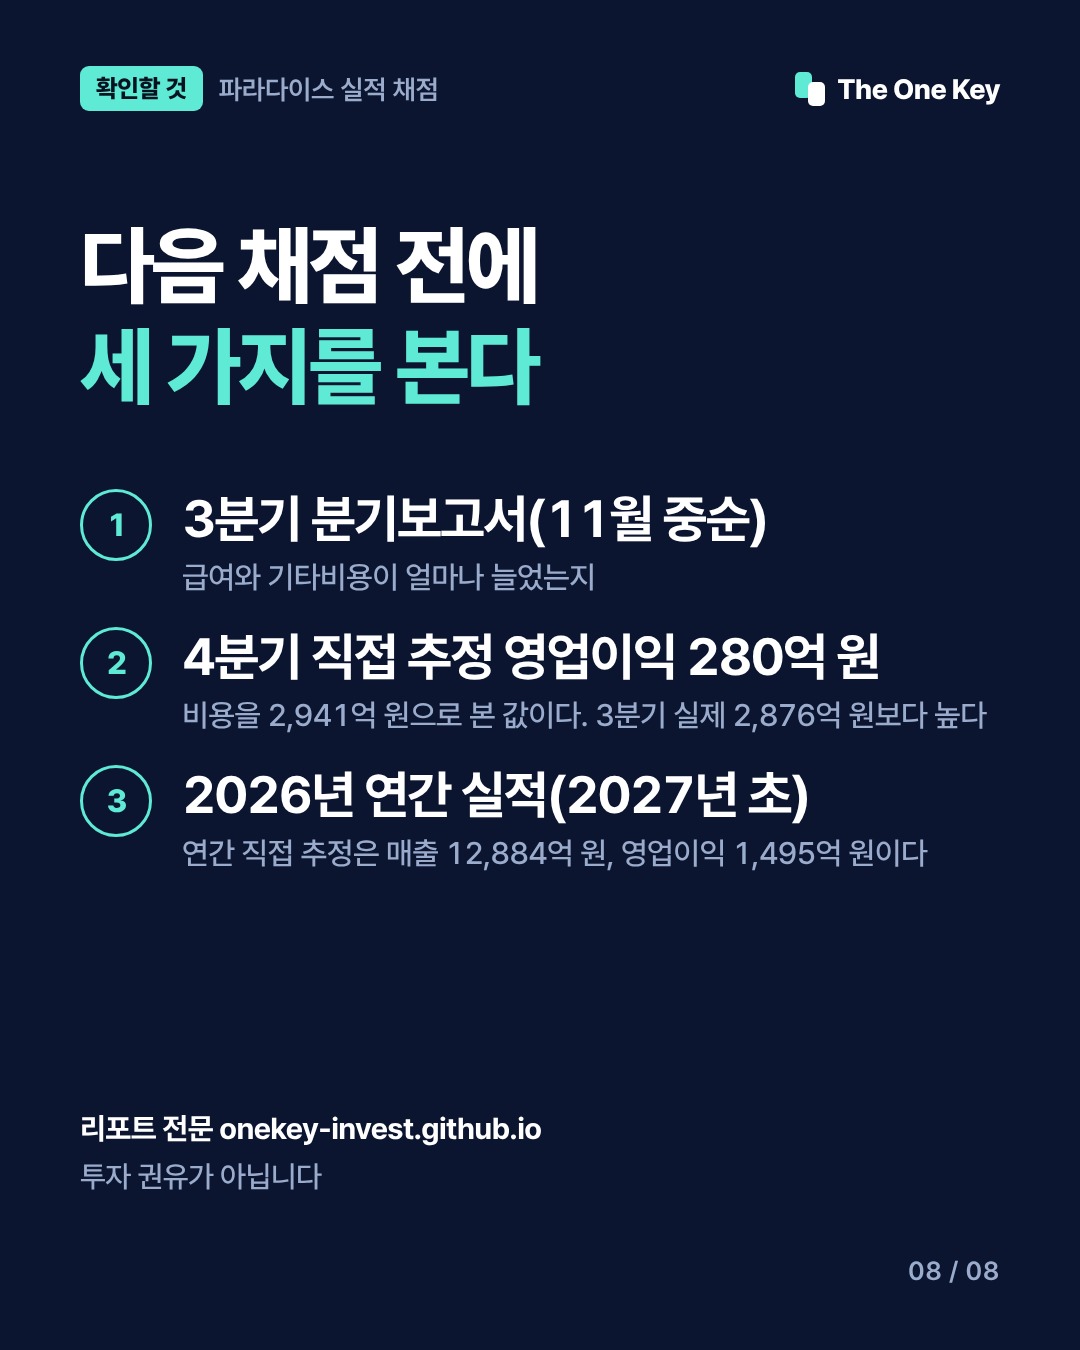 확인할 것 파라다이스 실적 채점
The One Key
다음 채점 전에
세 가지를 본다
1 3분기 분기보고서(11월 중순)
급여와 기타비용이 얼마나 늘었는지
2 4분기 직접 추정 영업이익 280억 원
비용을 2,941억 원으로 본 값이다. 3분기 실제 2,876억 원보다 높다
3 2026년 연간 실적(2027년 초)
연간 직접 추정은 매출 12,884억 원, 영업이익 1,495억 원이다
리포트 전문 onekey-invest.github.io
투자 권유가 아닙니다
08 / 08